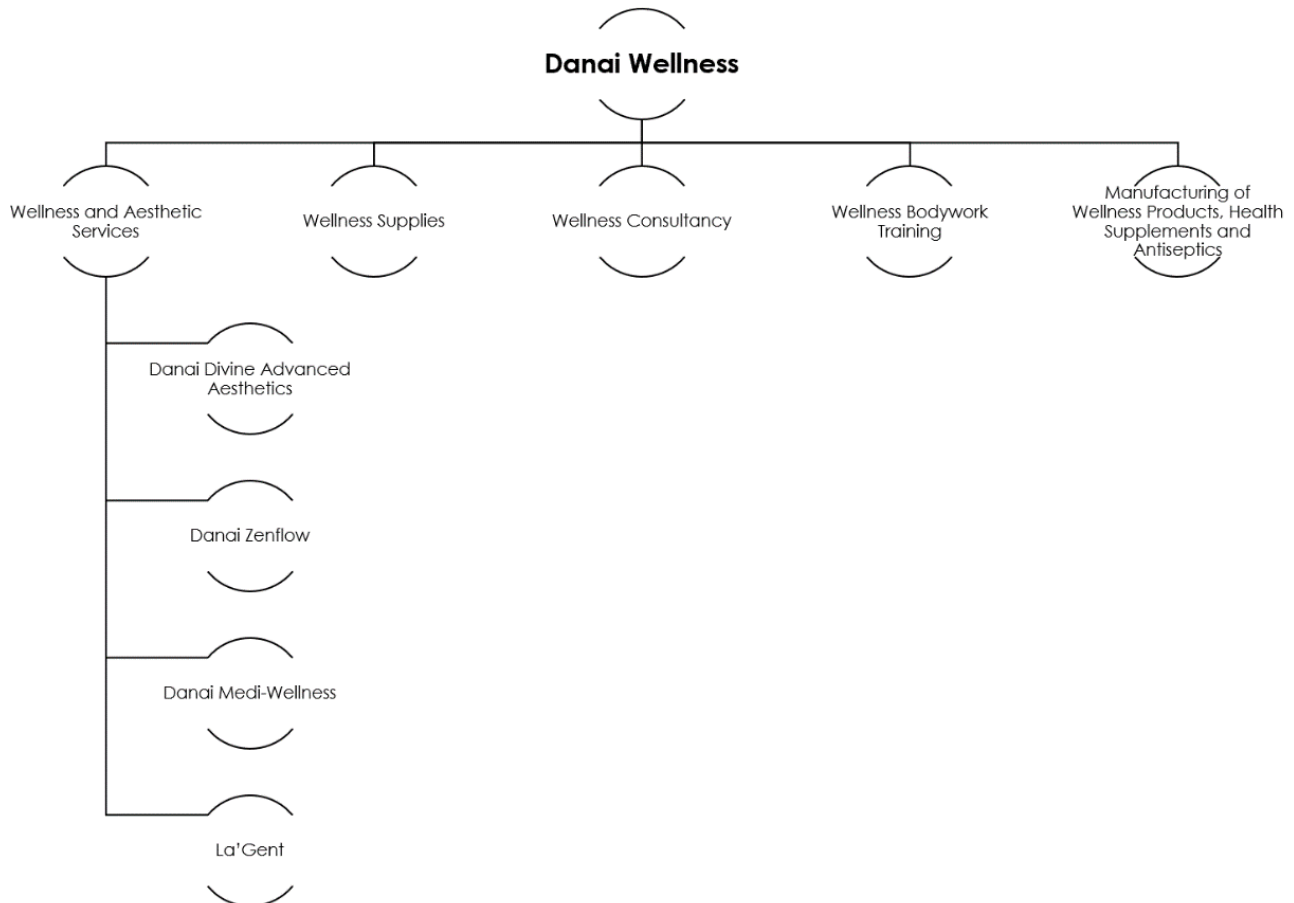 Danai Wellness
Wellness and Aesthetic
Services
Wellness Supplies
Wellness Consultancy
Wellness Bodywork
Training
Manufacturing of
Wellness Products, Health
Supplements and
Antiseptics
Danai Divine Advanced
Aesthetics
Danai Zenflow
Danai Medi-Wellness
La’Gent